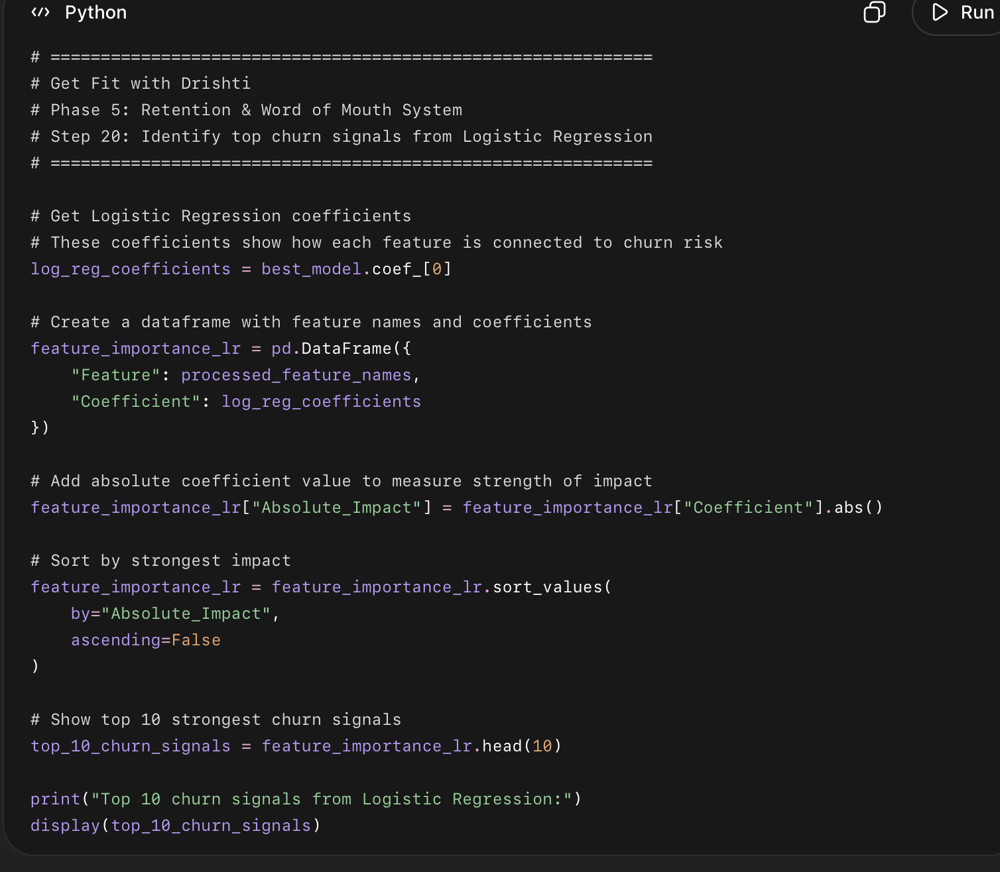 Python
Run
# ============================================================
# Get Fit with Drishti
# Phase 5: Retention & Word of Mouth System
# Step 20: Identify top churn signals from Logistic Regression
# ============================================================
# Get Logistic Regression coefficients
# These coefficients show how each feature is connected to churn risk
log_reg_coefficients = best_model.coef_[0]
# Create a dataframe with feature names and coefficients
feature_importance_lr = pd.DataFrame({
    "Feature": processed_feature_names,
    "Coefficient": log_reg_coefficients
})
# Add absolute coefficient value to measure strength of impact
feature_importance_lr["Absolute_Impact"] = feature_importance_lr["Coefficient"].abs()
# Sort by strongest impact
feature_importance_lr = feature_importance_lr.sort_values(
    by="Absolute_Impact",
    ascending=False
)
# Show top 10 strongest churn signals
top_10_churn_signals = feature_importance_lr.head(10)
print("Top 10 churn signals from Logistic Regression:")
display(top_10_churn_signals)